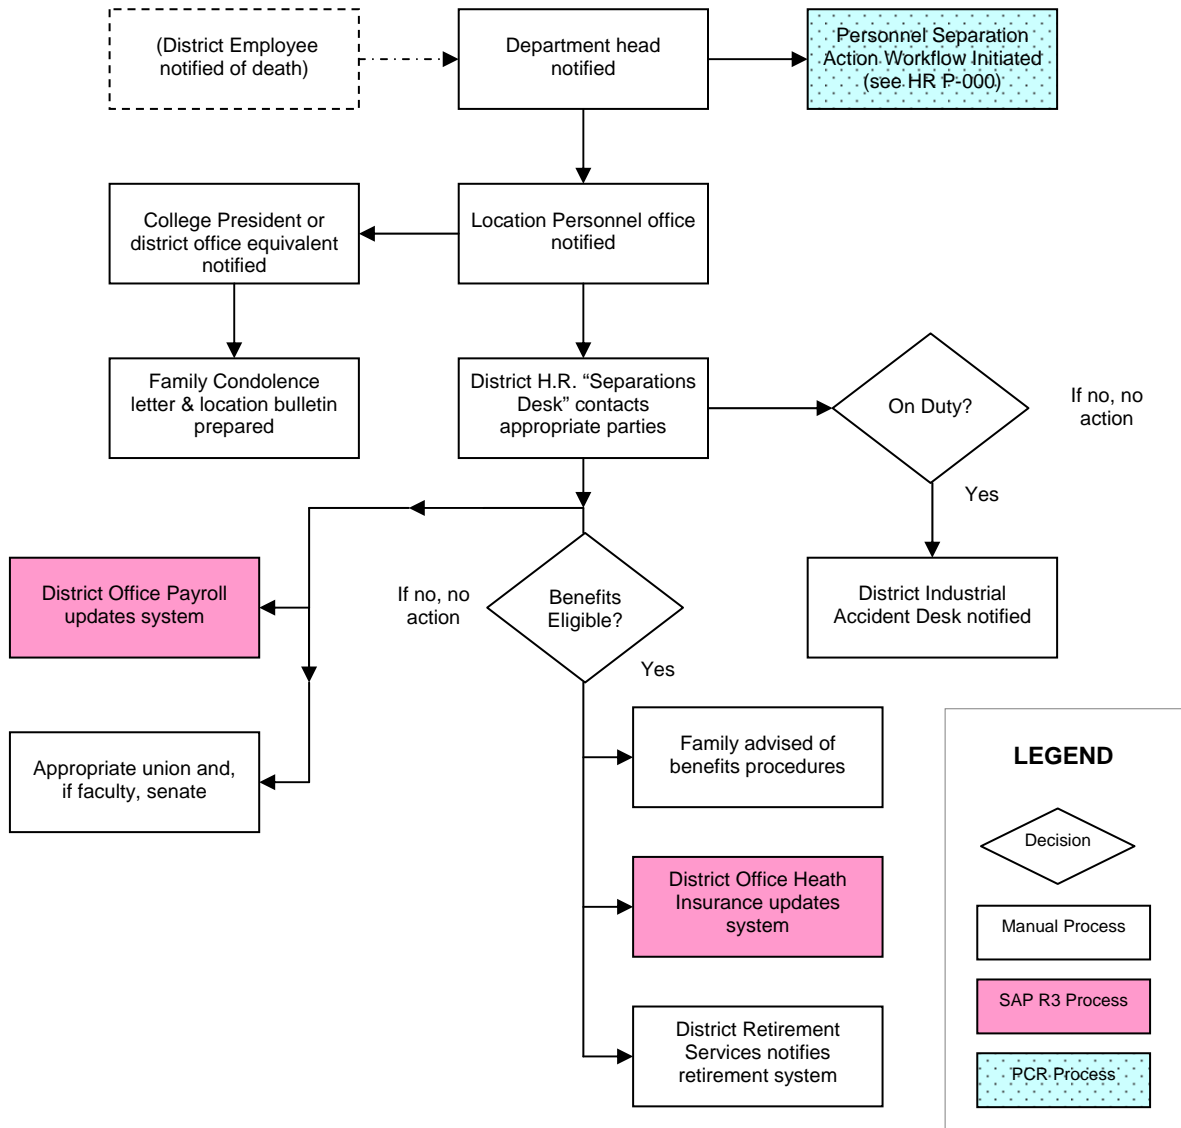 (District Employee
notified of death)
Department head
notified
Personnel Separation
Action Workflow Initiated
(see HR P-000)
College President or
district office equivalent
notified
Location Personnel office
notified
Family Condolence
letter & location bulletin
prepared
District H.R. “Separations
Desk” contacts
appropriate parties
On Duty?
If no, no
action
Yes
District Office Payroll
updates system
If no, no
action
Benefits
Eligible?
District Industrial
Accident Desk notified
Yes
Appropriate union and,
if faculty, senate
Family advised of
benefits procedures
District Office Heath
Insurance updates
system
District Retirement
Services notifies
retirement system
LEGEND
Decision
Manual Process
SAP R3 Process
PCR Process